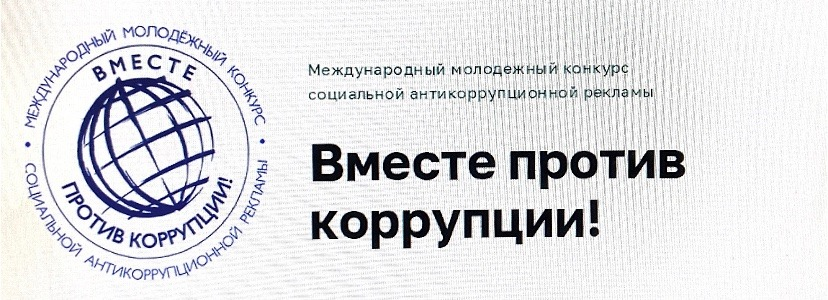 МЕЖДУНАРОДНЫЙ МОЛОДЁЖНЫЙ КОНКУРС
ВМЕСТЕ
ПРОТИВ КОРРУПЦИИ!
СОЦИАЛЬНОЙ АНТИКОРРУПЦИОННОЙ РЕКЛАМЫ
Международный молодежный конкурс
социальной антикоррупционной рекламы
Вместе против
коррупции!